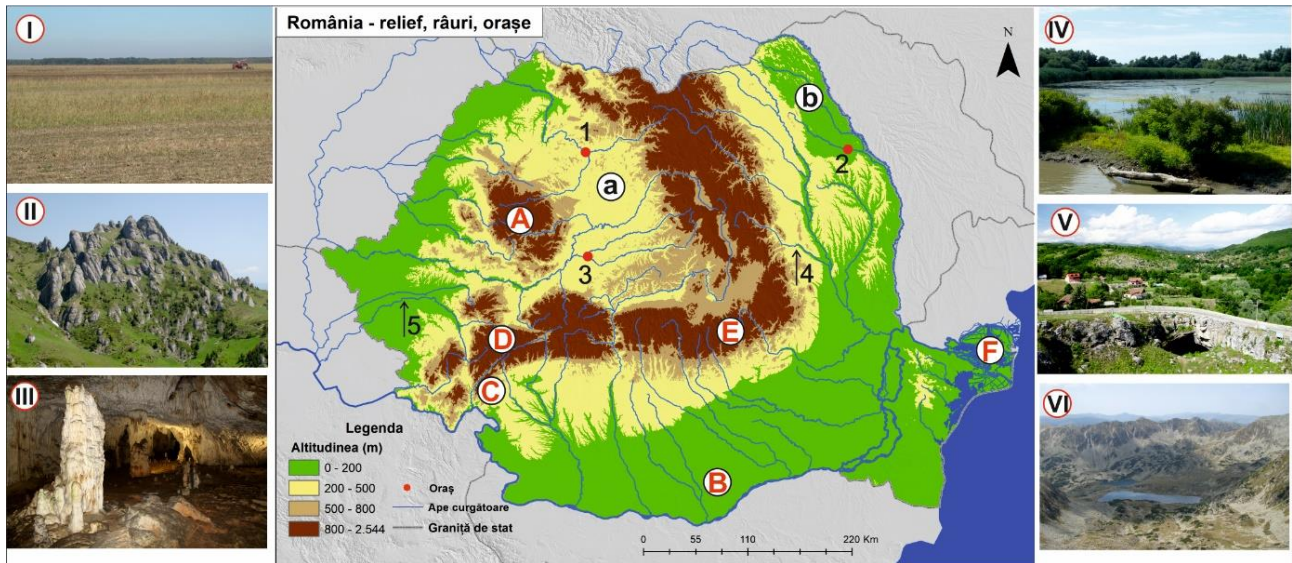 I
II
III
România - relief, râuri, orașe
N
b
1
2
a
A
3
4
5
D
E
F
C
B
Legenda
Altitudinea (m)
0 - 200
200 - 500
500 - 800
800 - 2.544
Oraș
Ape curgătoare
Graniță de stat
0 55 110 220 Km
IV
V
VI